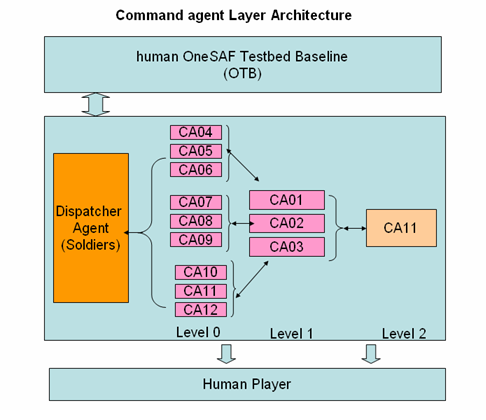 Command agent Layer Architecture
human OneSAF Testbed Baseline
(OTB)
Dispatcher
Agent
(Soldiers)
CA04
CA05
CA06
CA07
CA08
CA09
CA10
CA11
CA12
CA01
CA02
CA03
CA11
Level 0
Level 1
Level 2
Human Player